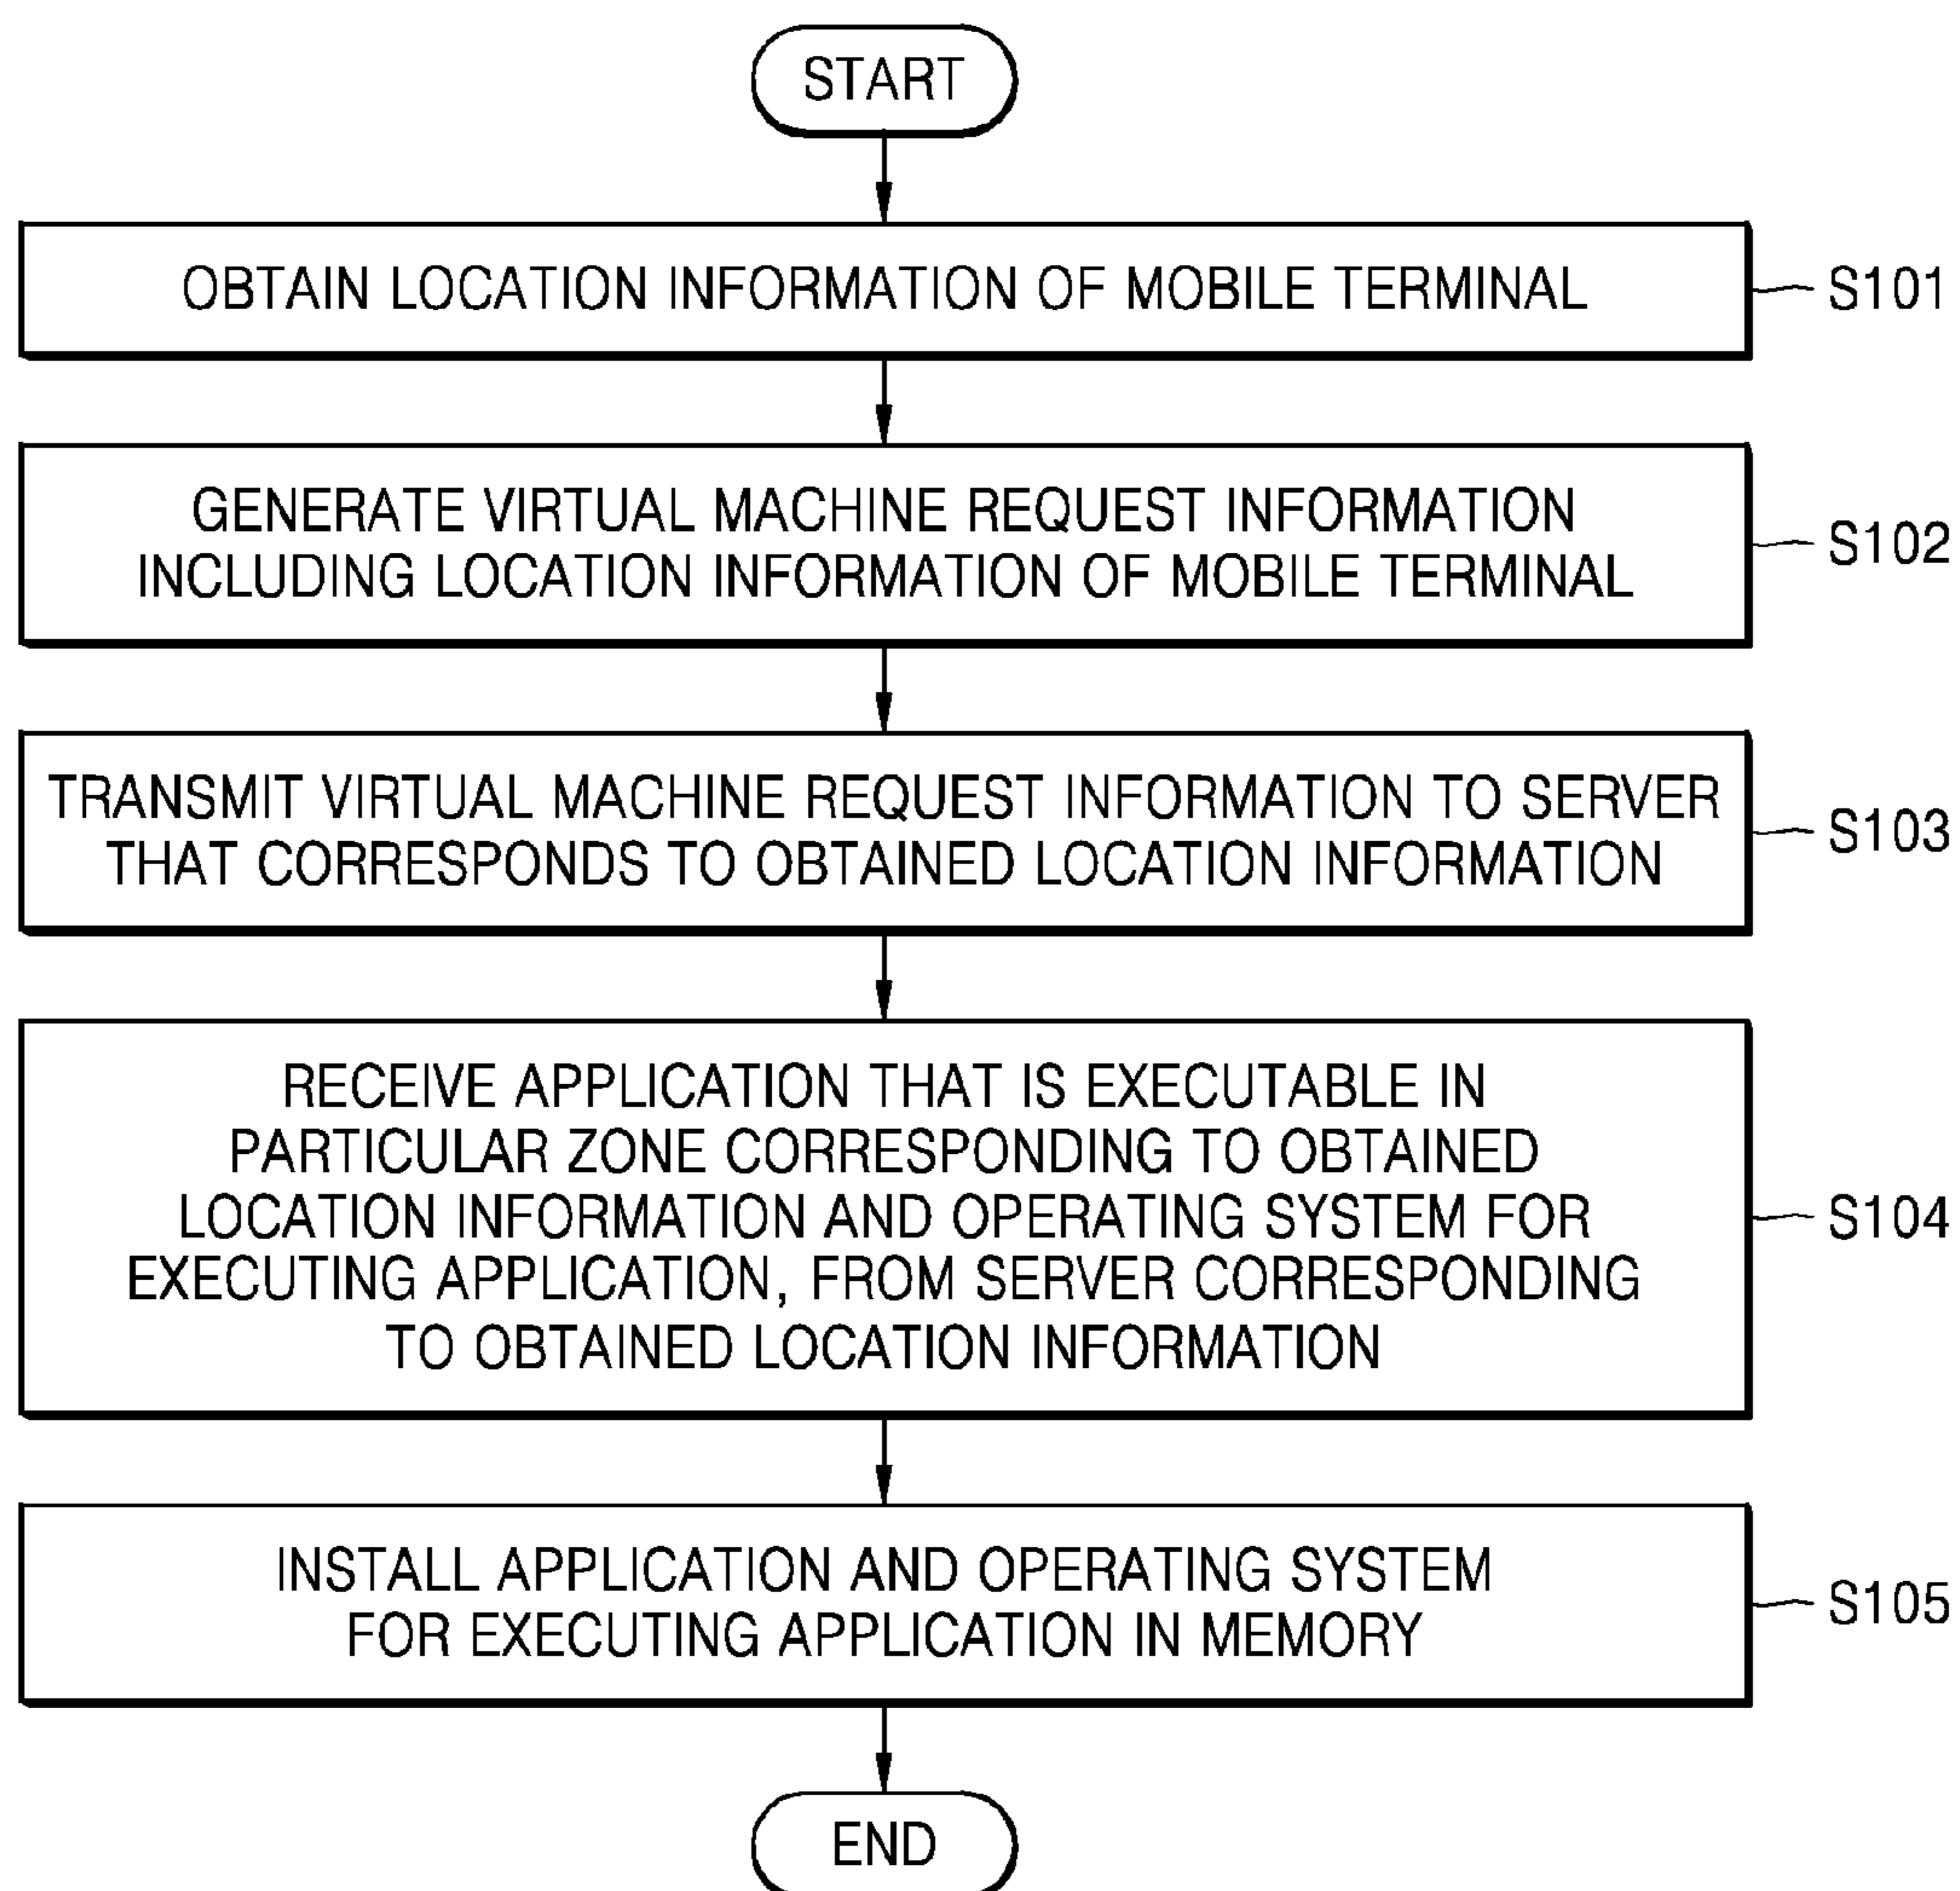 START
OBTAIN LOCATION INFORMATION OF MOBILE TERMINAL
S101
GENERATE VIRTUAL MACHINE REQUEST INFORMATION
INCLUDING LOCATION INFORMATION OF MOBILE TERMINAL
S102
TRANSMIT VIRTUAL MACHINE REQUEST INFORMATION TO SERVER
THAT CORRESPONDS TO OBTAINED LOCATION INFORMATION
S103
RECEIVE APPLICATION THAT IS EXECUTABLE IN
PARTICULAR ZONE CORRESPONDING TO OBTAINED
LOCATION INFORMATION AND OPERATING SYSTEM FOR
EXECUTING APPLICATION, FROM SERVER CORRESPONDING
TO OBTAINED LOCATION INFORMATION
S104
INSTALL APPLICATION AND OPERATING SYSTEM
FOR EXECUTING APPLICATION IN MEMORY
S105
END